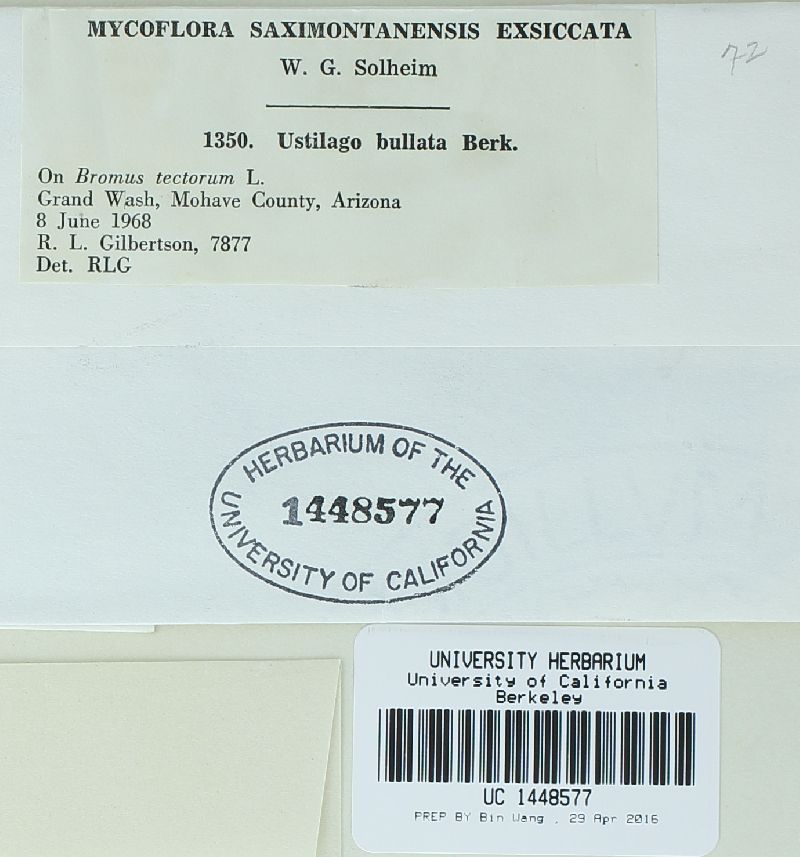 MYCOFLORA SAXIMONTANENSIS EXSICCATA
72
W. G. Solheim
1350. Ustilago bullata Berk.
On Bromus tectorum L.
Grand Wash, Mohave County, Arizona
8 June 1968
R. L. Gilbertson, 7877
Det. RLG
HERBARIUM OF THE
1448577
UNIVERSITY OF CALIFORNIA
UNIVERSITY HERBARIUM
University of California
Berkeley
UC 1448577
PREP BY Bin Wang , 29 Apr 2016